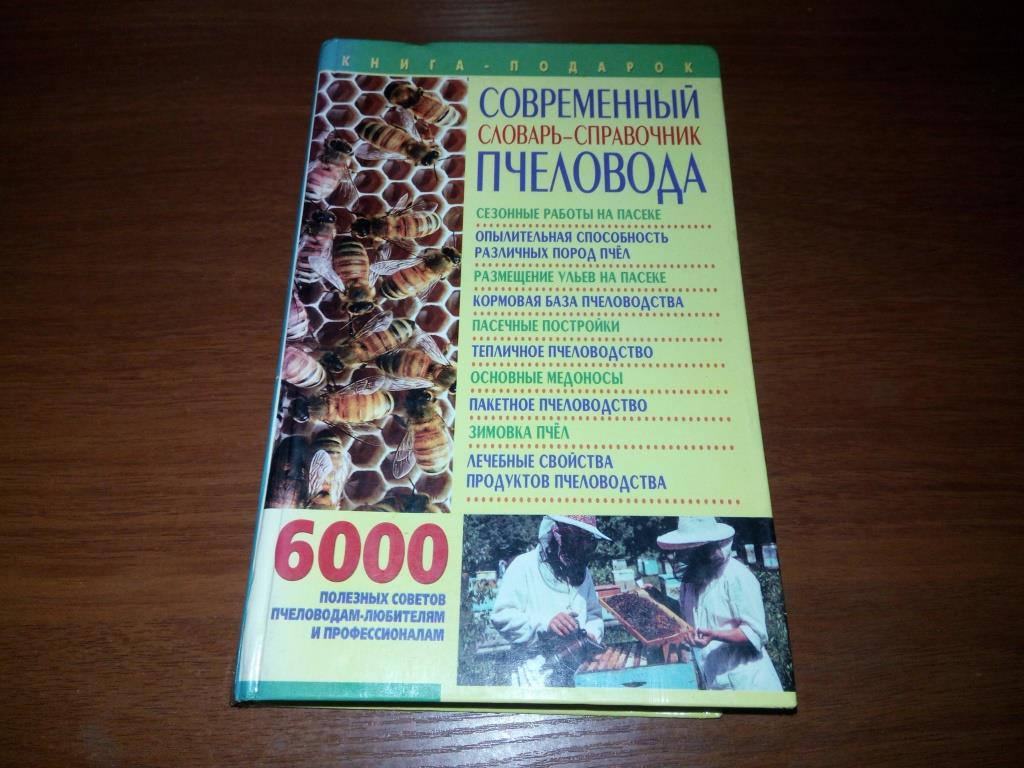 КНИГА-ПОДАРОК
СОВРЕМЕННЫЙ
СЛОВАРЬ-СПРАВОЧНИК
ПЧЕЛОВОДА
СЕЗОННЫЕ РАБОТЫ НА ПАСЕКЕ
ОПЫЛИТЕЛЬНАЯ СПОСОБНОСТЬ
РАЗЛИЧНЫХ ПОРОД ПЧЁЛ
РАЗМЕЩЕНИЕ УЛЬЕВ НА ПАСЕКЕ
КОРМОВАЯ БАЗА ПЧЕЛОВОДСТВА
ПАСЕЧНЫЕ ПОСТРОЙКИ
ТЕПЛИЧНОЕ ПЧЕЛОВОДСТВО
ОСНОВНЫЕ МЕДОНОСЫ
ПАКЕТНОЕ ПЧЕЛОВОДСТВО
ЗИМОВКА ПЧЁЛ
ЛЕЧЕБНЫЕ СВОЙСТВА
ПРОДУКТОВ ПЧЕЛОВОДСТВА
6000
ПОЛЕЗНЫХ СОВЕТОВ
ПЧЕЛОВОДАМ-ЛЮБИТЕЛЯМ
И ПРОФЕССИОНАЛАМ